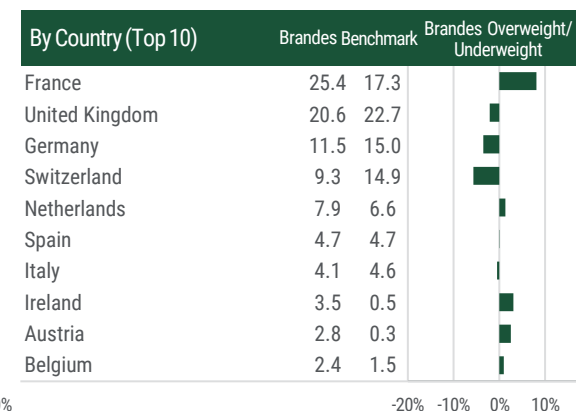 By Country (Top 10) Brandes Benchmark Brandes Overweight/
Underweight
France 25.4 17.3
United Kingdom 20.6 22.7
Germany 11.5 15.0
Switzerland 9.3 14.9
Netherlands 7.9 6.6
Spain 4.7 4.7
Italy 4.1 4.6
Ireland 3.5 0.5
Austria 2.8 0.3
Belgium 2.4 1.5
% -20% -10% 0% 10%